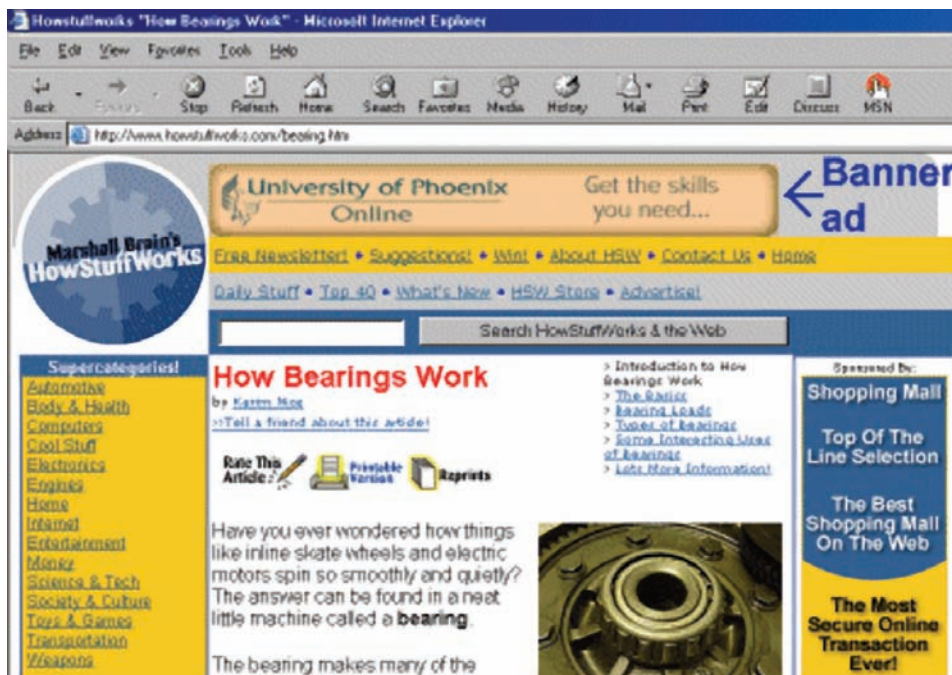 Howstuffworks "How Bearings Work" - Microsoft Internet Explorer
File Edit View Favorites Tools Help
Back Stop Refresh Home Search Favorites Media History Mail Print Edit Discuss MSN
Address http://www.howstuffworks.com/bearing.htm
Marshall Brain's
HowStuffWorks
University of Phoenix
Online
Get the skills
you need...
Banner
ad
Free Newsletter! • Suggestions! • Win! • About HSW • Contact Us • Home
Daily Stuff • Top 40 • What's New • HSW Store • Advertise!
Search HowStuffWorks & the Web
Supercategories!
Automotive
Body & Health
Computers
Cool Stuff
Electronics
Engines
Home
Internet
Entertainment
Money
Science & Tech
Society & Culture
Toys & Games
Transportation
Weapons
How Bearings Work
by Karim Nice
>>Tell a friend about this article!
Rate This
Article:
Printable
Version
Reprints
> Introduction to How
Bearings Work
> The Basics
> Bearing Loads
> Types of bearings
> Some Interesting Uses
of bearings
> Lots More Information!
Have you ever wondered how things
like inline skate wheels and electric
motors spin so smoothly and quietly?
The answer can be found in a neat
little machine called a bearing.
The bearing makes many of the
Sponsored By:
Shopping Mall
Top Of The
Line Selection
The Best
Shopping Mall
On The Web
The Most
Secure Online
Transaction
Ever!